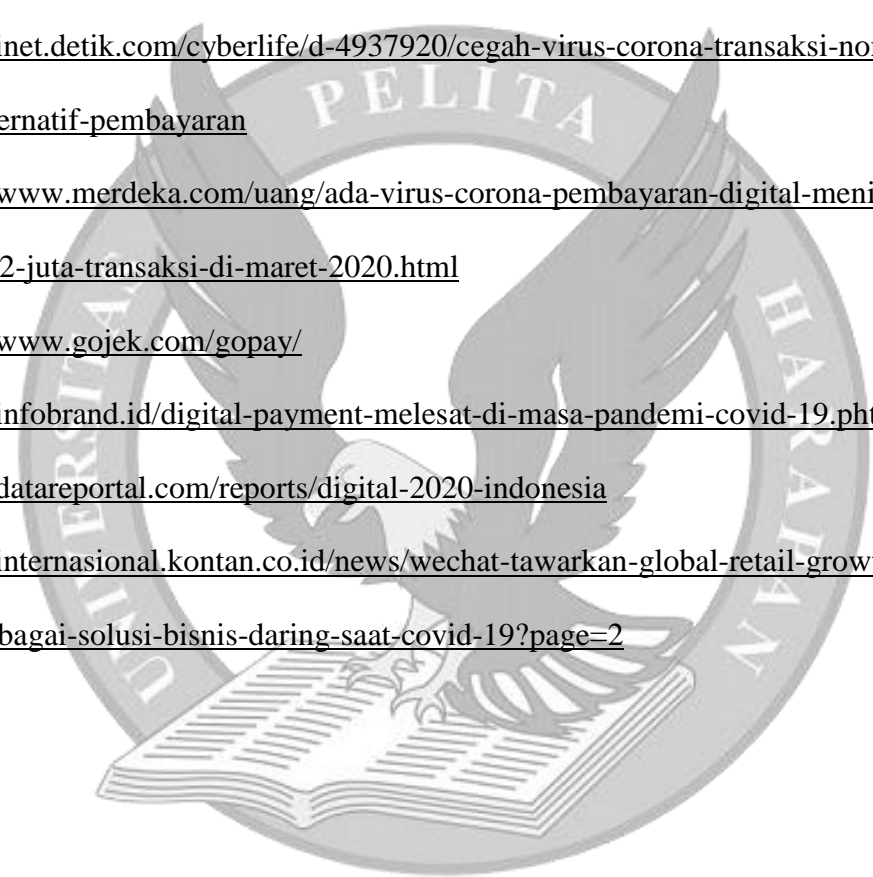 inet.detik.com/cyberlife/d-4937920/cegah-virus-corona-transaksi-no
ernatif-pembayaran
www.merdeka.com/uang/ada-virus-corona-pembayaran-digital-meni
2-juta-transaksi-di-maret-2020.html
www.gojek.com/gopay/
infobrand.id/digital-payment-melesat-di-masa-pandemi-covid-19.pht
datareportal.com/reports/digital-2020-indonesia
internasional.kontan.co.id/news/wechat-tawarkan-global-retail-grow
bagai-solusi-bisnis-daring-saat-covid-19?page=2
UNIVERSITAS PELITA HARAPAN